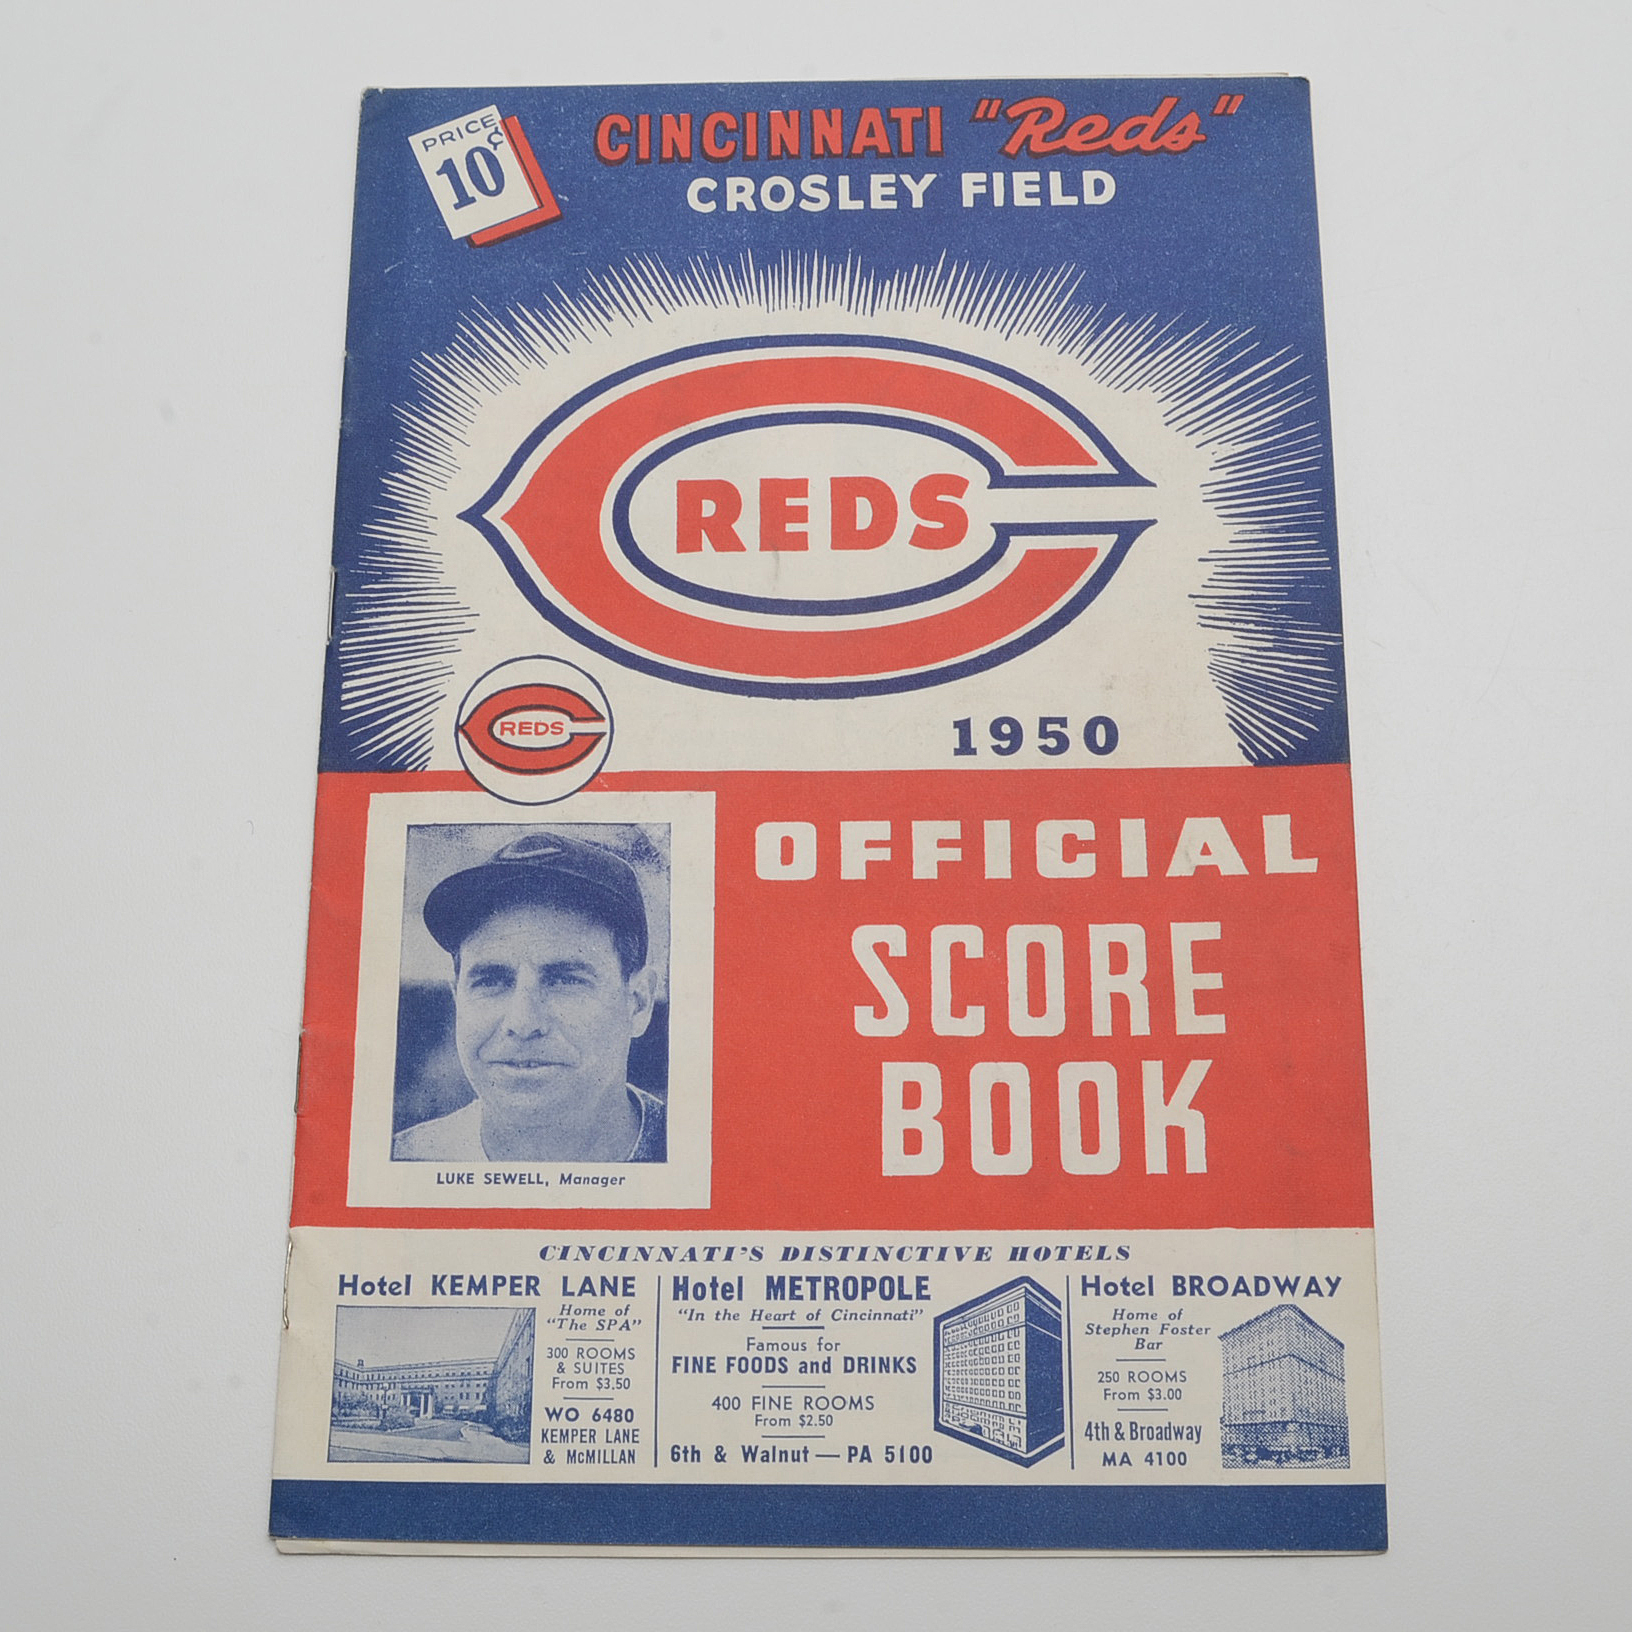 PRICE
10¢
CINCINNATI "Reds"
CROSLEY FIELD
REDS
1950
REDS
OFFICIAL
SCORE
BOOK
LUKE SEWELL, Manager
CINCINNATI'S DISTINCTIVE HOTELS
Hotel KEMPER LANE
Home of
"The SPA"
300 ROOMS
& SUITES
From $3.50
WO 6480
KEMPER LANE
& McMILLAN
Hotel METROPOLE
"In the Heart of Cincinnati"
Famous for
FINE FOODS and DRINKS
400 FINE ROOMS
From $2.50
6th & Walnut — PA 5100
Hotel BROADWAY
Home of
Stephen Foster
Bar
250 ROOMS
From $3.00
4th & Broadway
MA 4100